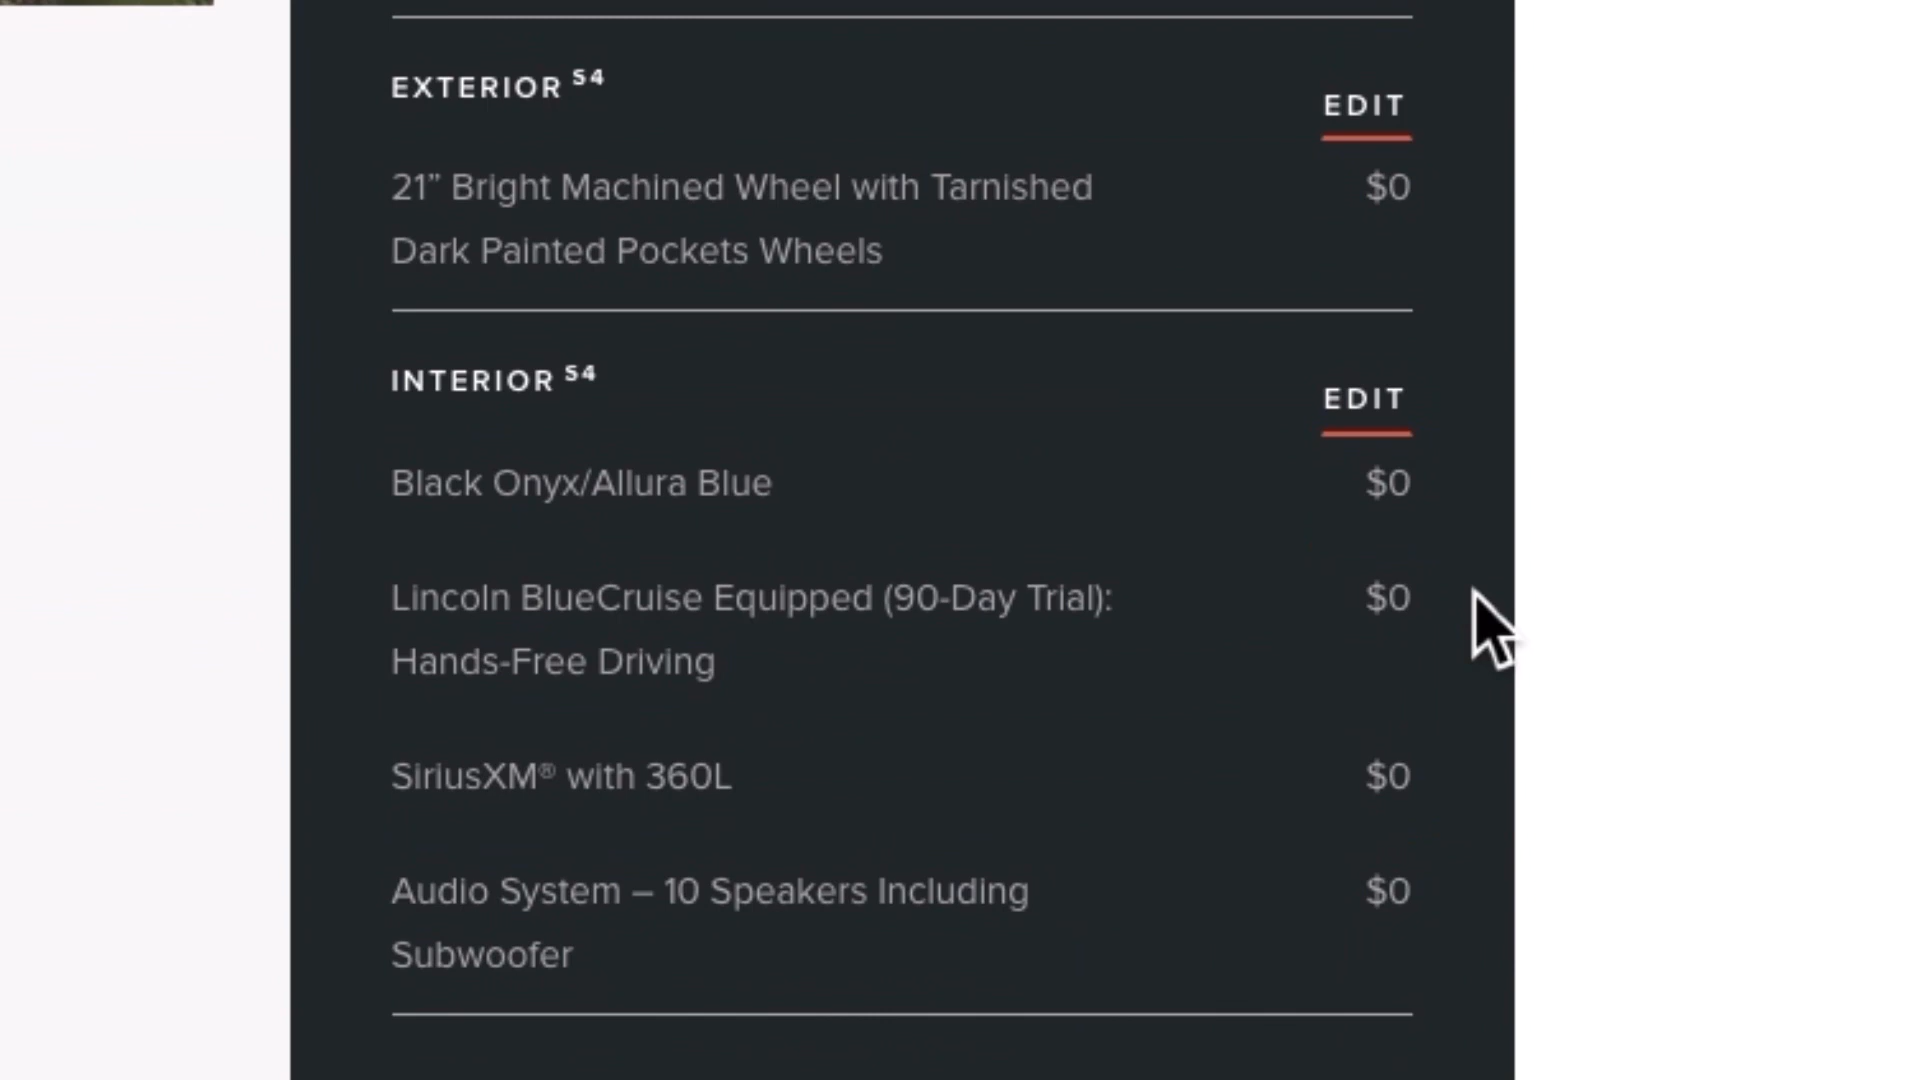 EXTERIOR S4
EDIT
21” Bright Machined Wheel with Tarnished
Dark Painted Pockets Wheels
$0
INTERIOR S4
EDIT
Black Onyx/Allura Blue
$0
Lincoln BlueCruise Equipped (90-Day Trial):
Hands-Free Driving
$0
SiriusXM® with 360L
$0
Audio System – 10 Speakers Including
Subwoofer
$0